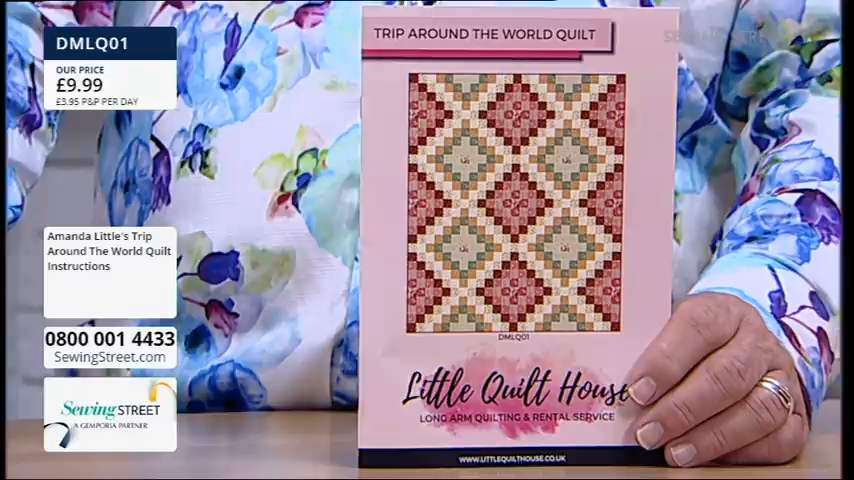 DMLQ01
OUR PRICE
£9.99
£3.95 P&P PER DAY
Amanda Little's Trip
Around The World Quilt
Instructions
0800 001 4433
SewingStreet.com
Sewing STREET
A GEMPORIA PARTNER
TRIP AROUND THE WORLD QUILT
DMLQ01
Little Quilt House
LONG ARM QUILTING & RENTAL SERVICE
WWW.LITTLEQUILTHOUSE.CO.UK
SEWING STREET